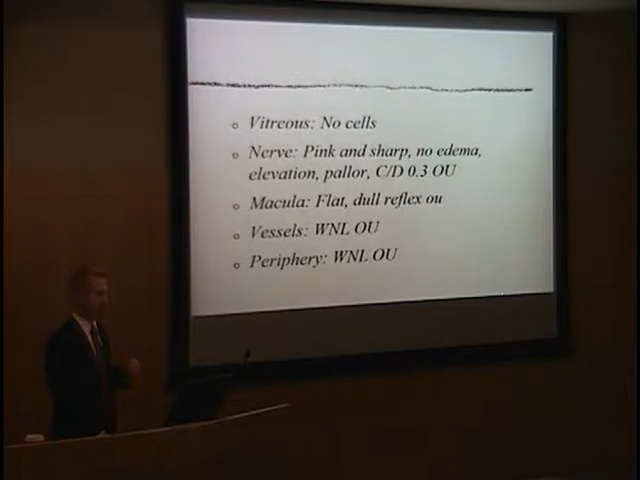 Vitreous: No cells
Nerve: Pink and sharp, no edema,
elevation, pallor, C/D 0.3 OU
Macula: Flat, dull reflex ou
Vessels: WNL OU
Periphery: WNL OU